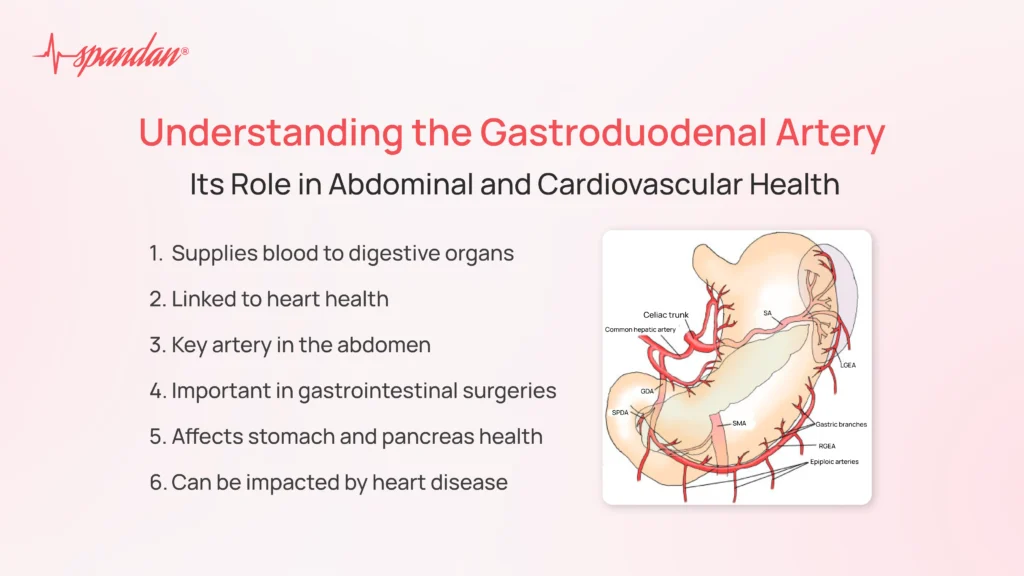 spandan®
Understanding the Gastroduodenal Artery
Its Role in Abdominal and Cardiovascular Health
1. Supplies blood to digestive organs
2. Linked to heart health
3. Key artery in the abdomen
4. Important in gastrointestinal surgeries
5. Affects stomach and pancreas health
6. Can be impacted by heart disease
Celiac trunk
SA
Common hepatic artery
LGEA
GDA
SPDA
SMA
Gastric branches
RGEA
Epiploic arteries